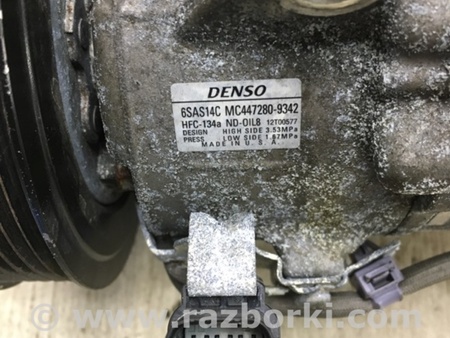 DENSO
6SAS14C MC447280-9342
HFC-134a ND-OIL8 12T00577
DESIGN HIGH SIDE 3.53MPa
PRESS LOW SIDE 1.67MPa
MADE IN U.S.A.
© www.razborki.com